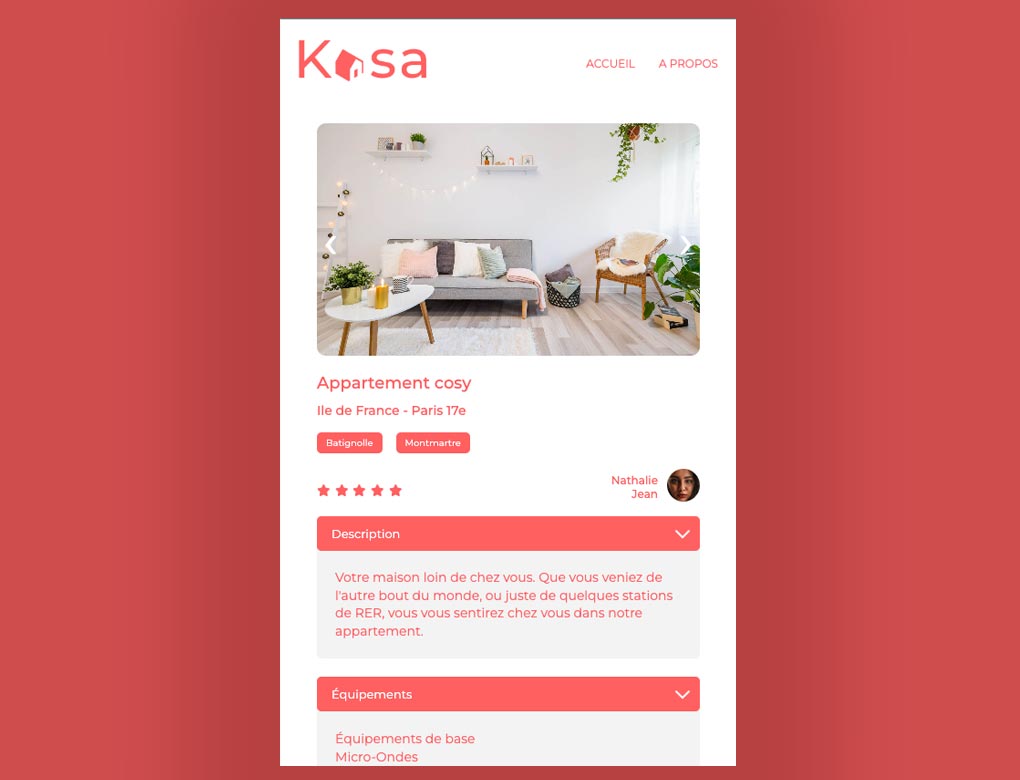 Kasa
ACCUEIL A PROPOS
Appartement cosy
Ile de France - Paris 17e
Batignolle Montmartre
Nathalie
Jean
Description
Votre maison loin de chez vous. Que vous veniez de
l'autre bout du monde, ou juste de quelques stations
de RER, vous vous sentirez chez vous dans notre
appartement.
Équipements
Équipements de base
Micro-Ondes